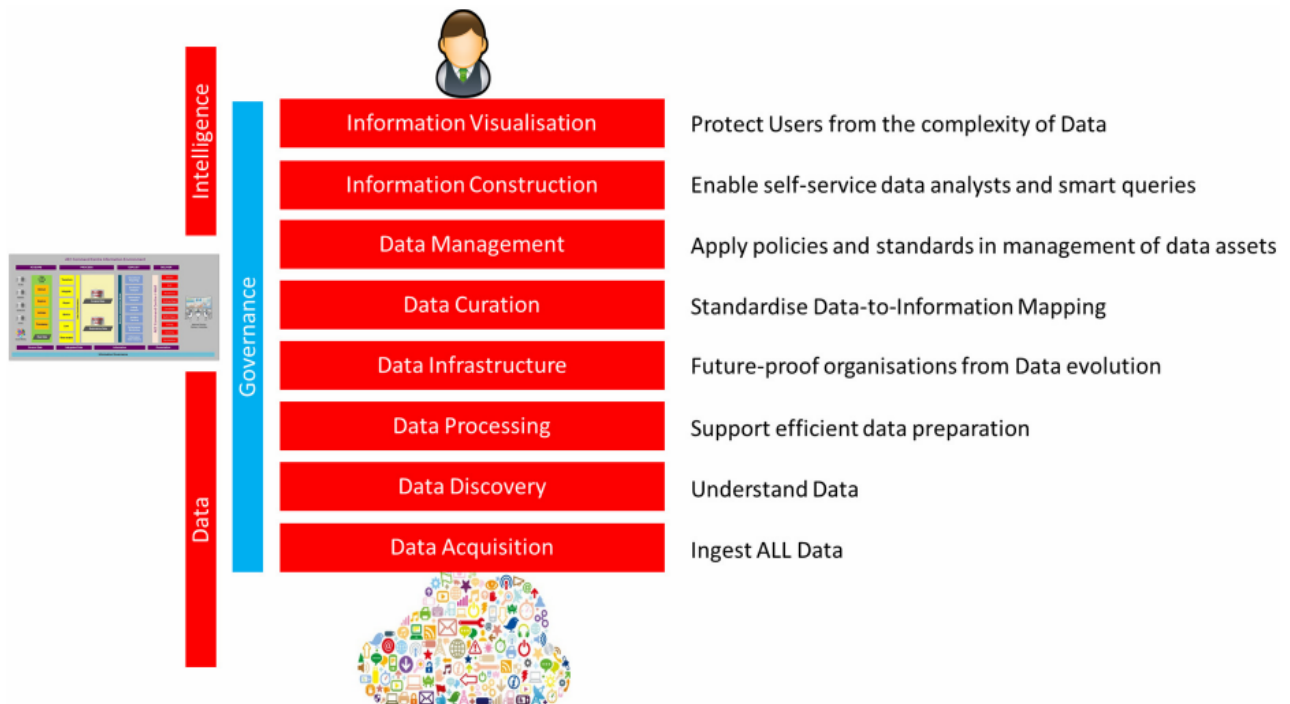 Intelligence
Governance
Data
Information Visualisation
Protect Users from the complexity of Data
Information Construction
Enable self-service data analysts and smart queries
Data Management
Apply policies and standards in management of data assets
Data Curation
Standardise Data-to-Information Mapping
Data Infrastructure
Future-proof organisations from Data evolution
Data Processing
Support efficient data preparation
Data Discovery
Understand Data
Data Acquisition
Ingest ALL Data